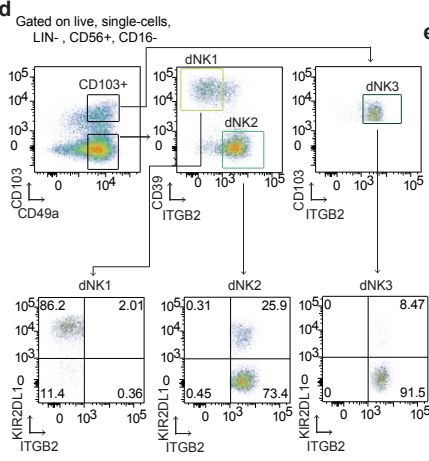 d
Gated on live, single-cells,
LIN- , CD56+, CD16-
e
CD103+
10⁵
10⁴
10³
0
CD103
0 10⁴
CD49a
dNK1
dNK2
10⁵
10⁴
10³
0
CD39
0 10³ 10⁵
ITGB2
dNK3
10⁵
10⁴
10³
0
CD103
0 10³ 10⁵
ITGB2
dNK1
86.2 2.01
11.4 0.36
10⁵
10⁴
10³
0
KIR2DL1
0 10³ 10⁵
ITGB2
dNK2
0.31 25.9
0.45 73.4
10⁵
10⁴
10³
0
KIR2DL1
0 10³ 10⁵
ITGB2
dNK3
0 8.47
0 91.5
10⁵
10⁴
10³
0
KIR2DL1
0 10³ 10⁵
ITGB2